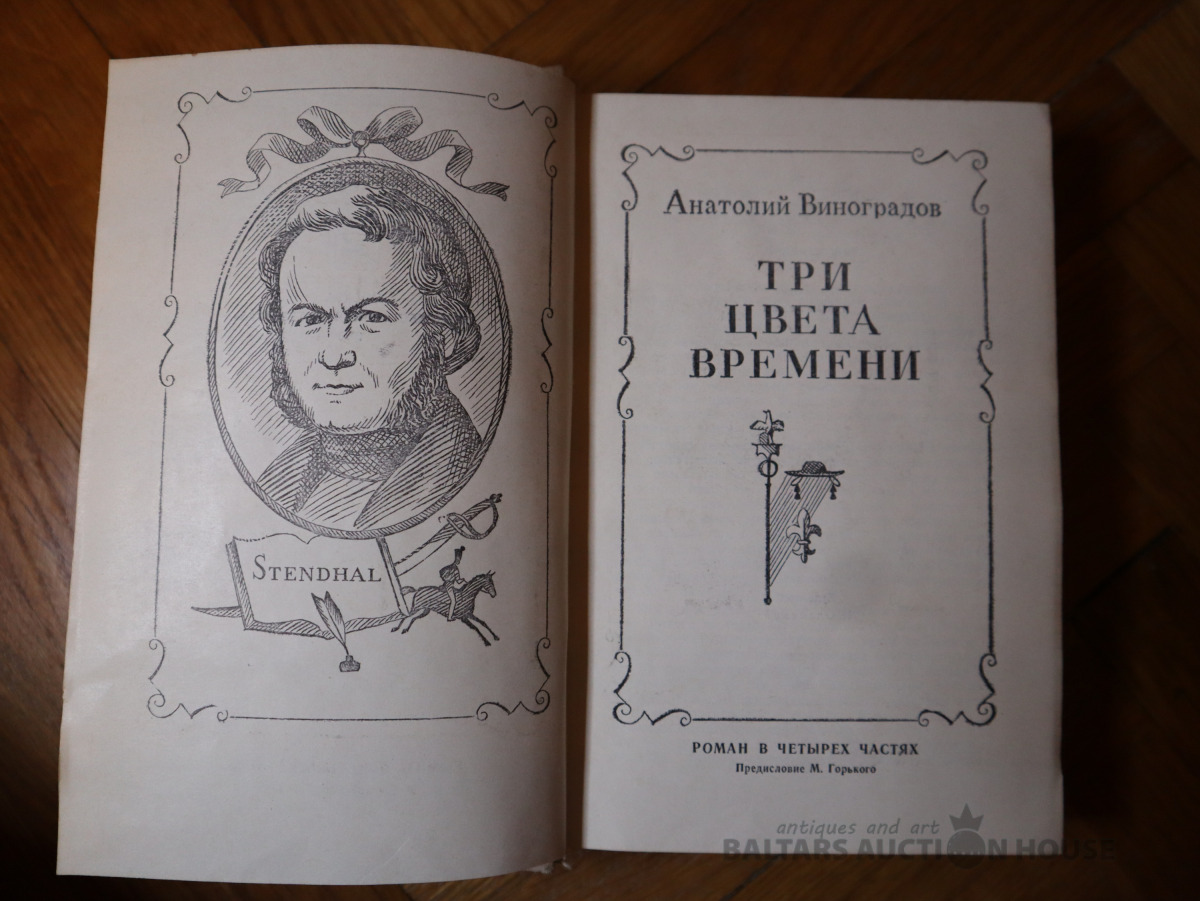 STENDHAL
Анатолий Виноградов
ТРИ
ЦВЕТА
ВРЕМЕНИ
РОМАН В ЧЕТЫРЕХ ЧАСТЯХ
Предисловие М. Горького
antiques and art
BALTARS AUCTION HOUSE